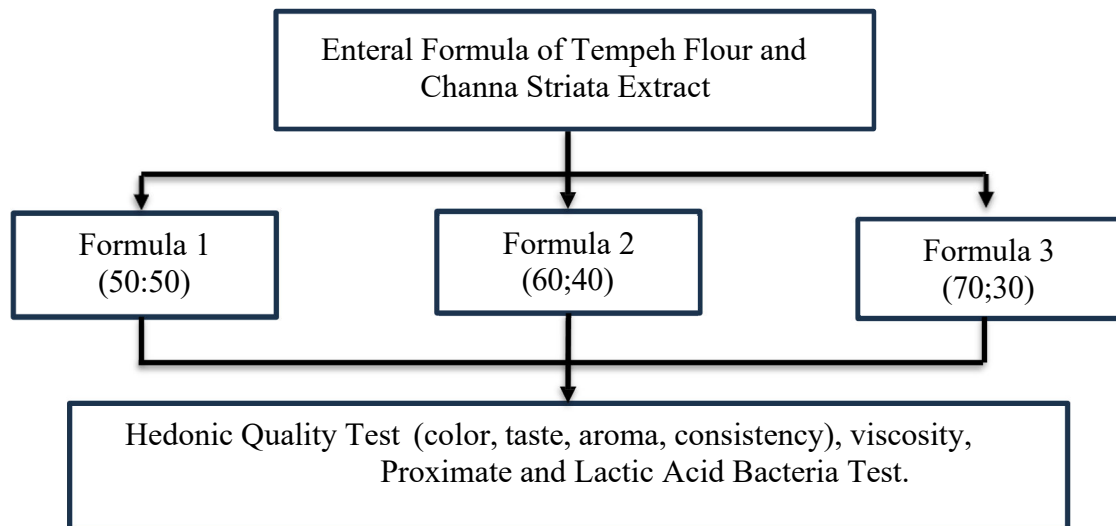 Enteral Formula of Tempeh Flour and
Channa Striata Extract
Formula 1
(50:50)
Formula 2
(60;40)
Formula 3
(70;30)
Hedonic Quality Test (color, taste, aroma, consistency), viscosity,
Proximate and Lactic Acid Bacteria Test.